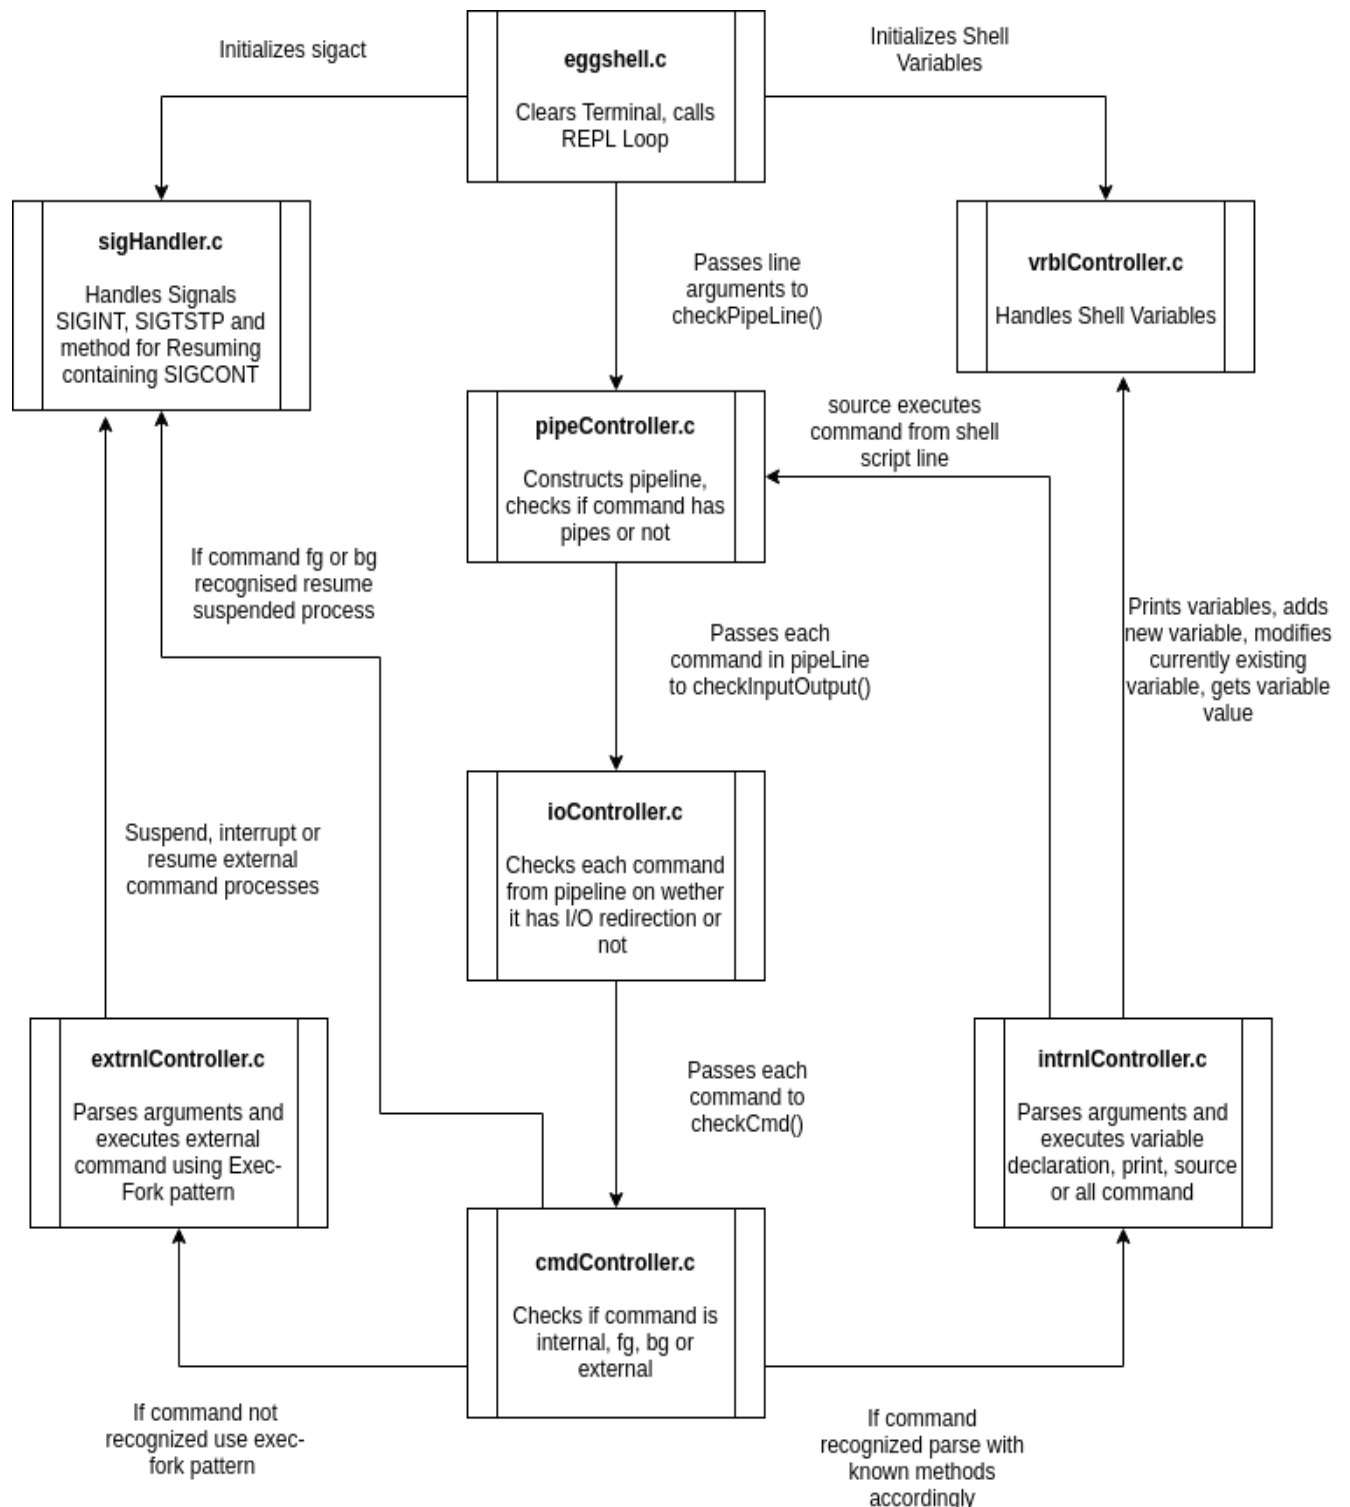 Initializes sigact
eggshell.c
Clears Terminal, calls
REPL Loop
Initializes Shell
Variables
sigHandler.c
Handles Signals
SIGINT, SIGTSTP and
method for Resuming
containing SIGCONT
Passes line
arguments to
checkPipeLine()
vrblController.c
Handles Shell Variables
pipeController.c
Constructs pipeline,
checks if command has
pipes or not
source executes
command from shell
script line
If command fg or bg
recognised resume
suspended process
Passes each
command in pipeLine
to checkInputOutput()
Prints variables, adds
new variable, modifies
currently existing
variable, gets variable
value
ioController.c
Checks each command
from pipeline on wether
it has I/O redirection or
not
Suspend, interrupt or
resume external
command processes
extrnlController.c
Parses arguments and
executes external
command using Exec-
Fork pattern
Passes each
command to
checkCmd()
intrnlController.c
Parses arguments and
executes variable
declaration, print, source
or all command
cmdController.c
Checks if command is
internal, fg, bg or
external
If command not
recognized use exec-
fork pattern
If command
recognized parse with
known methods
accordingly